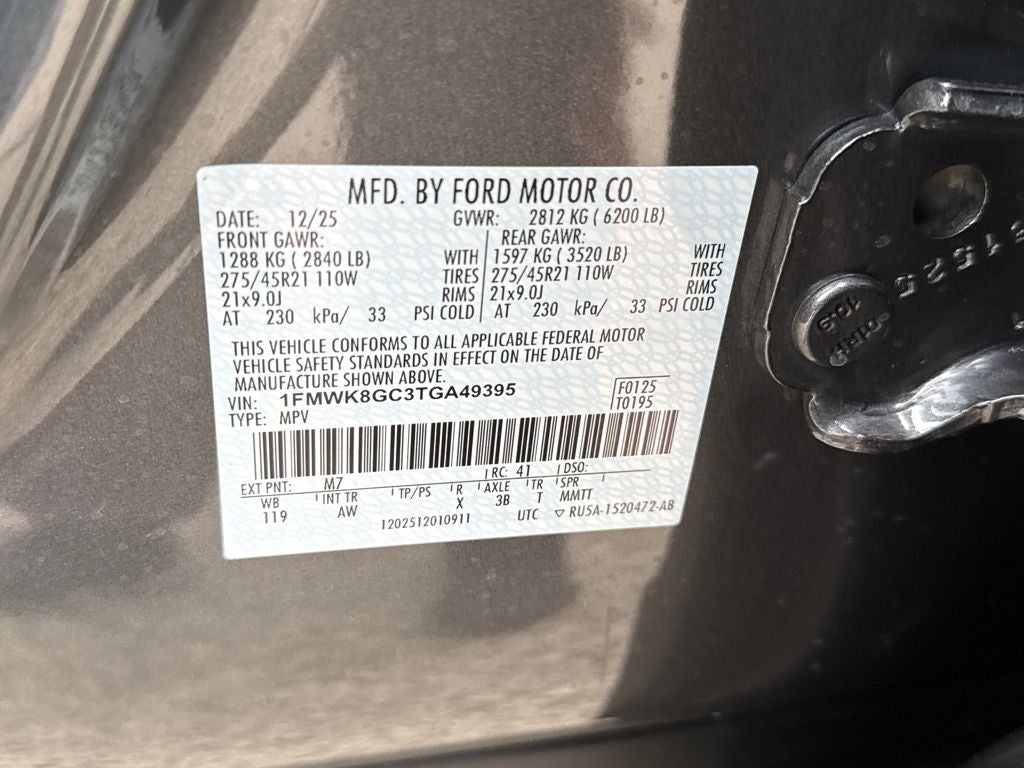 MFD. BY FORD MOTOR CO.
DATE: 12/25 GVWR: 2812 KG ( 6200 LB)
FRONT GAWR: REAR GAWR:
1288 KG ( 2840 LB) WITH 1597 KG ( 3520 LB) WITH
275/45R21 110W TIRES 275/45R21 110W TIRES
21x9.0J RIMS 21x9.0J RIMS
AT 230 kPa/ 33 PSI COLD AT 230 kPa/ 33 PSI COLD
THIS VEHICLE CONFORMS TO ALL APPLICABLE FEDERAL MOTOR
VEHICLE SAFETY STANDARDS IN EFFECT ON THE DATE OF
MANUFACTURE SHOWN ABOVE.
VIN: 1FMWK8GC3TGA49395 F0125
TYPE: MPV T0195
EXT PNT: M7 RC: 41 DSO:
WB INT TR TP/PS R AXLE TR SPR
119 AW X 3B T MMTT
1202512010911 UTC ▽ RU5A-1520472-AB
1525
10.9